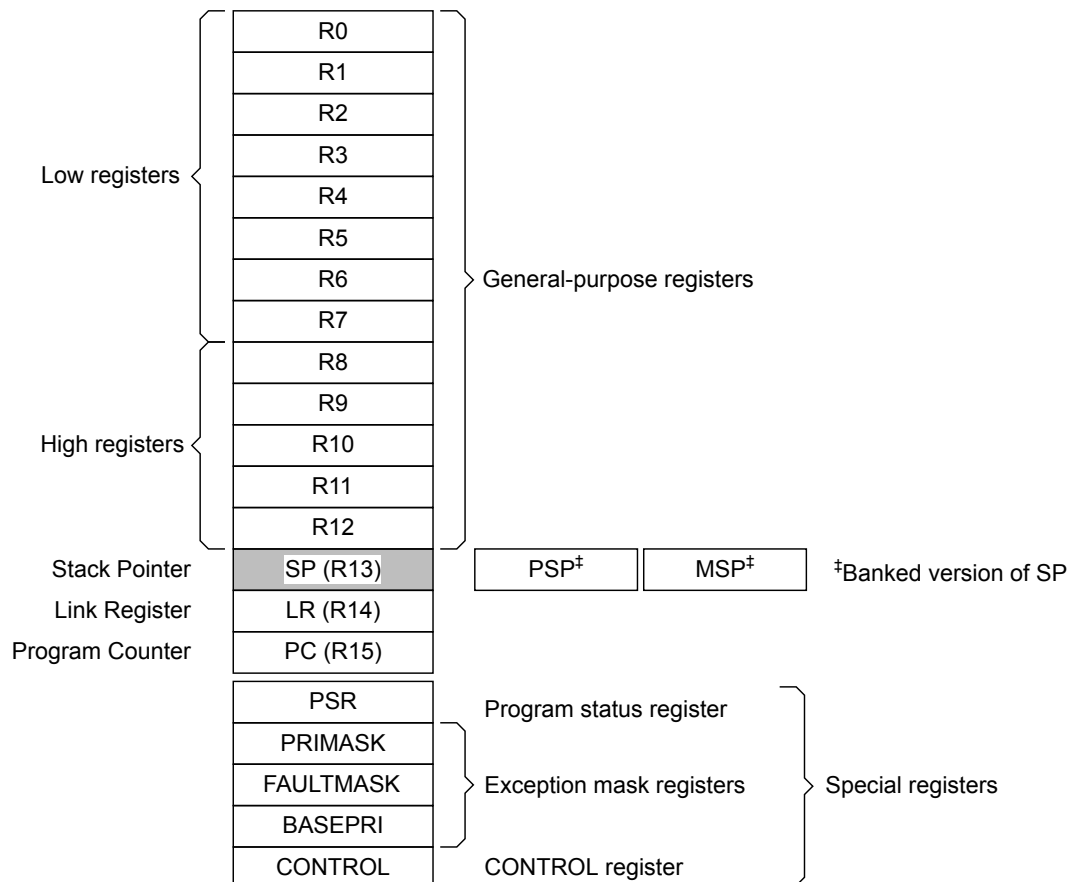 R0
R1
R2
R3
Low registers
R4
R5
R6
General-purpose registers
R7
R8
R9
High registers
R10
R11
R12
Stack Pointer SP (R13) PSP‡ MSP‡ ‡Banked version of SP
Link Register LR (R14)
Program Counter PC (R15)
PSR Program status register
PRIMASK
FAULTMASK Exception mask registers Special registers
BASEPRI
CONTROL CONTROL register